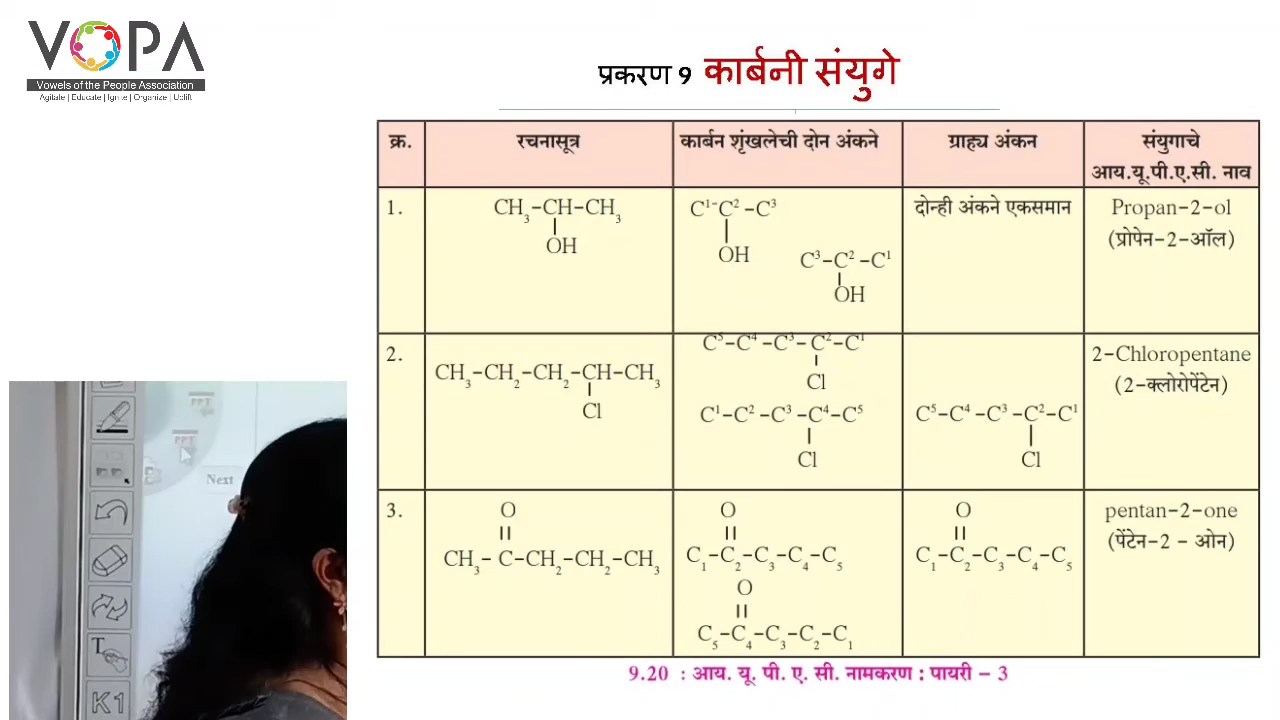 VOPA
Vowels of the People Association
Agitate | Educate | Ignite | Organize | Uplift
प्रकरण 9 कार्बनी संयुगे
क्र. रचनासूत्र कार्बन शृंखलेची दोन अंकने ग्राह्य अंकन संयुगाचे
आय.यू.पी.ए.सी. नाव
1. CH₃-CH-CH₃ C¹-C²-C³ दोन्ही अंकने एकसमान Propan-2-ol
OH OH (प्रोपेन-2-ऑल)
C³-C²-C¹
OH
2. CH₃-CH₂-CH₂-CH-CH₃ C⁵-C⁴-C³-C²-C¹ 2-Chloropentane
Cl Cl (2-क्लोरोपेंटेन)
C¹-C²-C³-C⁴-C⁵ C⁵-C⁴-C³-C²-C¹
Cl Cl
3. O O O pentan-2-one
CH₃-C-CH₂-CH₂-CH₃ C₁-C₂-C₃-C₄-C₅ C₁-C₂-C₃-C₄-C₅ (पेंटेन-2 - ओन)
O
C₅-C₄-C₃-C₂-C₁
9.20 : आय. यू. पी. ए. सी. नामकरण : पायरी - 3
PPT
PPT
Next
T
K1